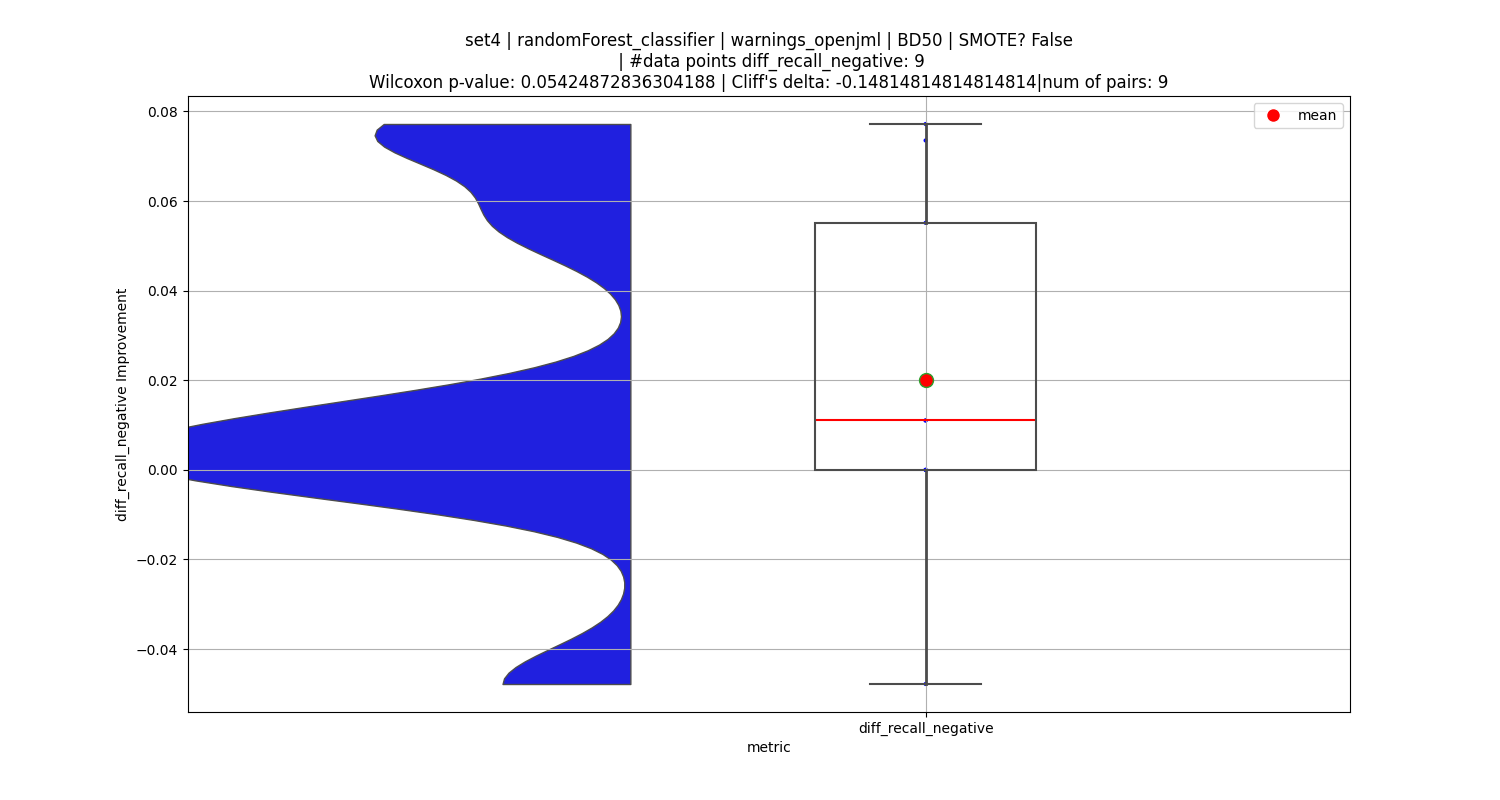 set4 | randomForest_classifier | warnings_openjml | BD50 | SMOTE? False
| #data points diff_recall_negative: 9
Wilcoxon p-value: 0.05424872836304188 | Cliff's delta: -0.14814814814814814|num of pairs: 9
mean
0.08
0.06
0.04
0.02
0.00
−0.02
−0.04
diff_recall_negative Improvement
diff_recall_negative
metric